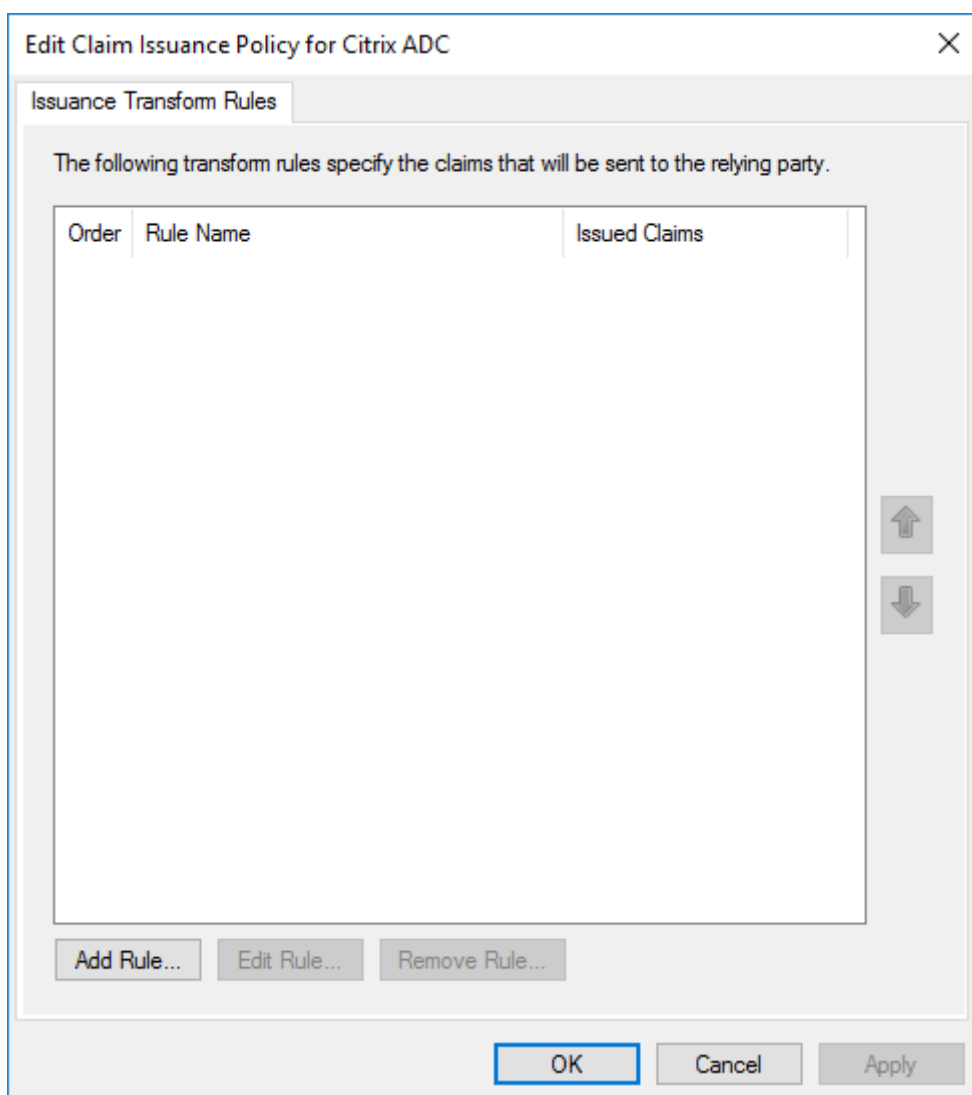 Edit Claim Issuance Policy for Citrix ADC
Issuance Transform Rules
The following transform rules specify the claims that will be sent to the relying party.
Order Rule Name Issued Claims
Add Rule... Edit Rule... Remove Rule...
OK Cancel Apply